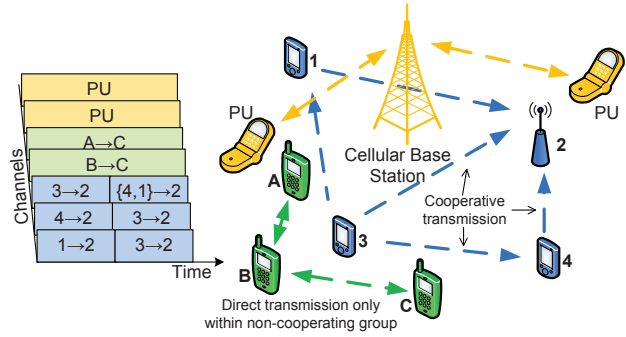 PU
PU
A→C
B→C
3→2 {4,1}→2
4→2 3→2
1→2 3→2
Channels
Time
1
PU
PU
2
Cellular Base
Station
A
Cooperative
transmission
3
4
B
C
Direct transmission only
within non-cooperating group